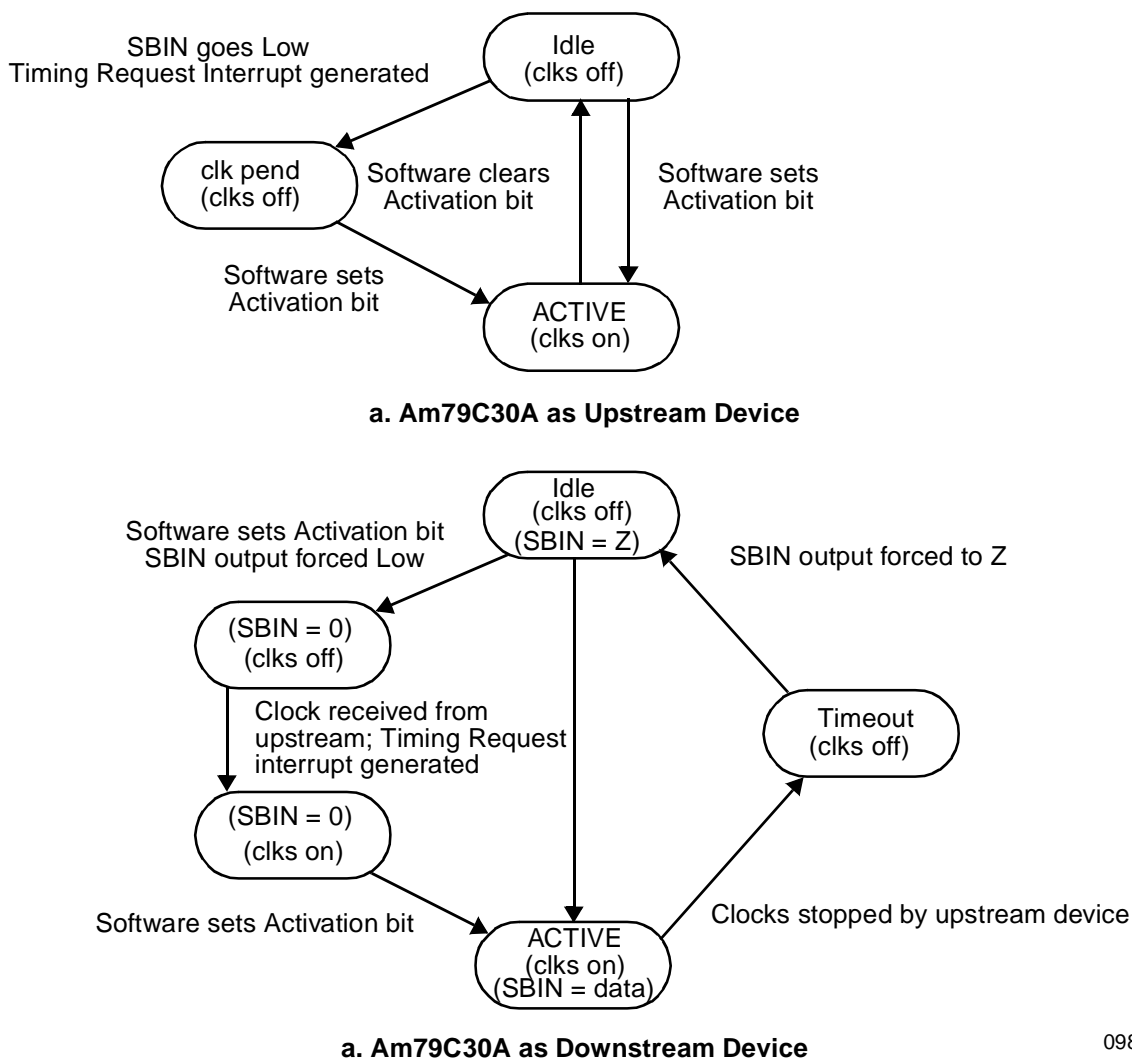 SBIN goes Low
Timing Request Interrupt generated
Idle
(clks off)
clk pend
(clks off)
Software clears
Activation bit
Software sets
Activation bit
Software sets
Activation bit
ACTIVE
(clks on)
a. Am79C30A as Upstream Device
Idle
(clks off)
(SBIN = Z)
Software sets Activation bit
SBIN output forced Low
SBIN output forced to Z
(SBIN = 0)
(clks off)
Clock received from
upstream; Timing Request
interrupt generated
Timeout
(clks off)
(SBIN = 0)
(clks on)
Software sets Activation bit
Clocks stopped by upstream device
ACTIVE
(clks on)
(SBIN = data)
a. Am79C30A as Downstream Device
098